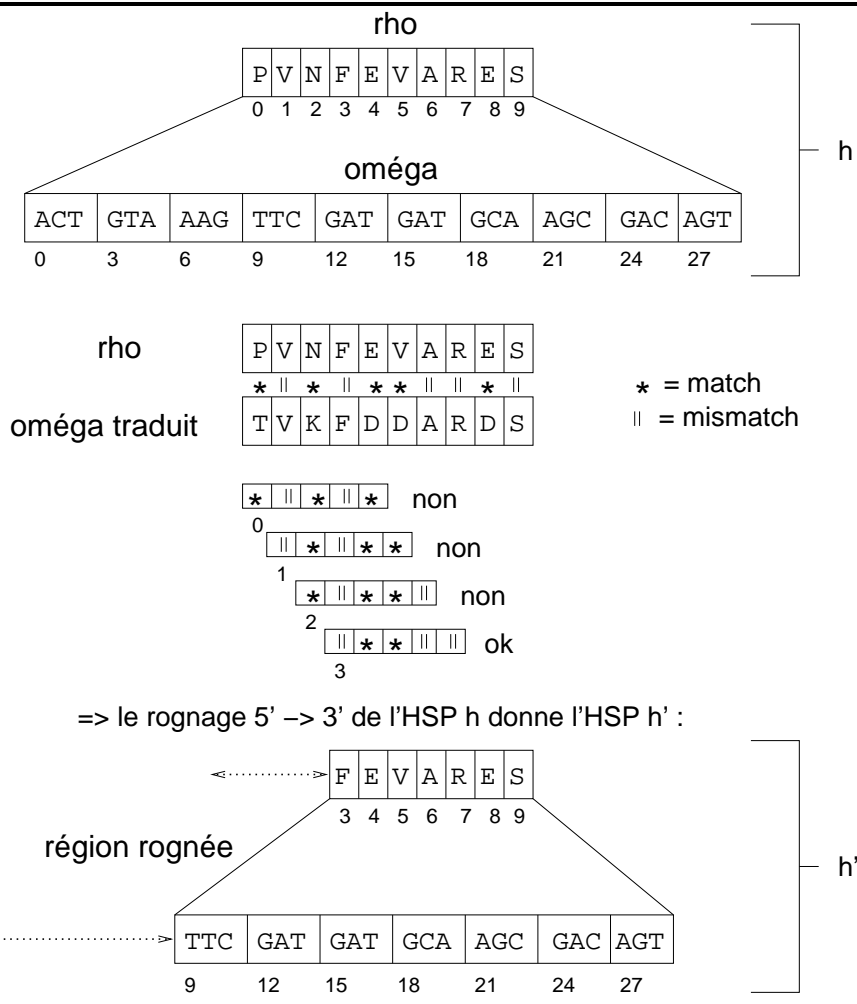 rho
P V N F E V A R E S
0 1 2 3 4 5 6 7 8 9
h
oméga
ACT GTA AAG TTC GAT GAT GCA AGC GAC AGT
0 3 6 9 12 15 18 21 24 27
rho P V N F E V A R E S
* || * || * * || || * || * = match
oméga traduit T V K F D D A R D S || = mismatch
* || * || * non
0
|| * || * * non
1
* || * * || non
2
|| * * || || ok
3
=> le rognage 5' −> 3' de l'HSP h donne l'HSP h' :
F E V A R E S
3 4 5 6 7 8 9
région rognée
h'
TTC GAT GAT GCA AGC GAC AGT
9 12 15 18 21 24 27